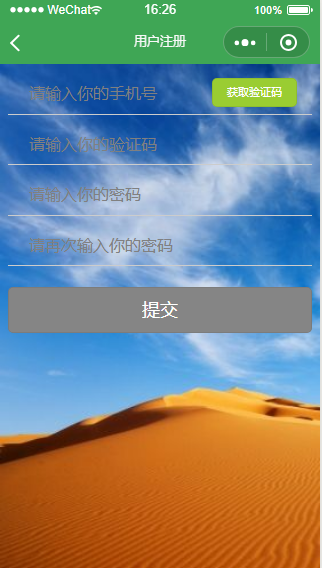 WeChat 16:26 100%
用户注册
请输入你的手机号 获取验证码
请输入你的验证码
请输入你的密码
请再次输入你的密码
提交